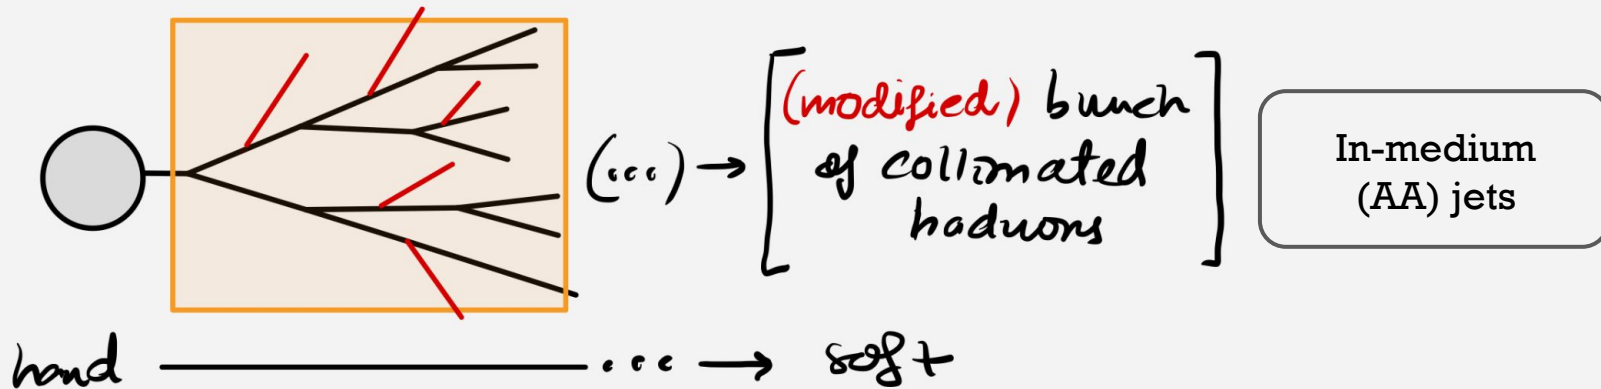 (...) → [(modified) bunch
of collimated
hadrons]
In-medium
(AA) jets
hard ... → soft